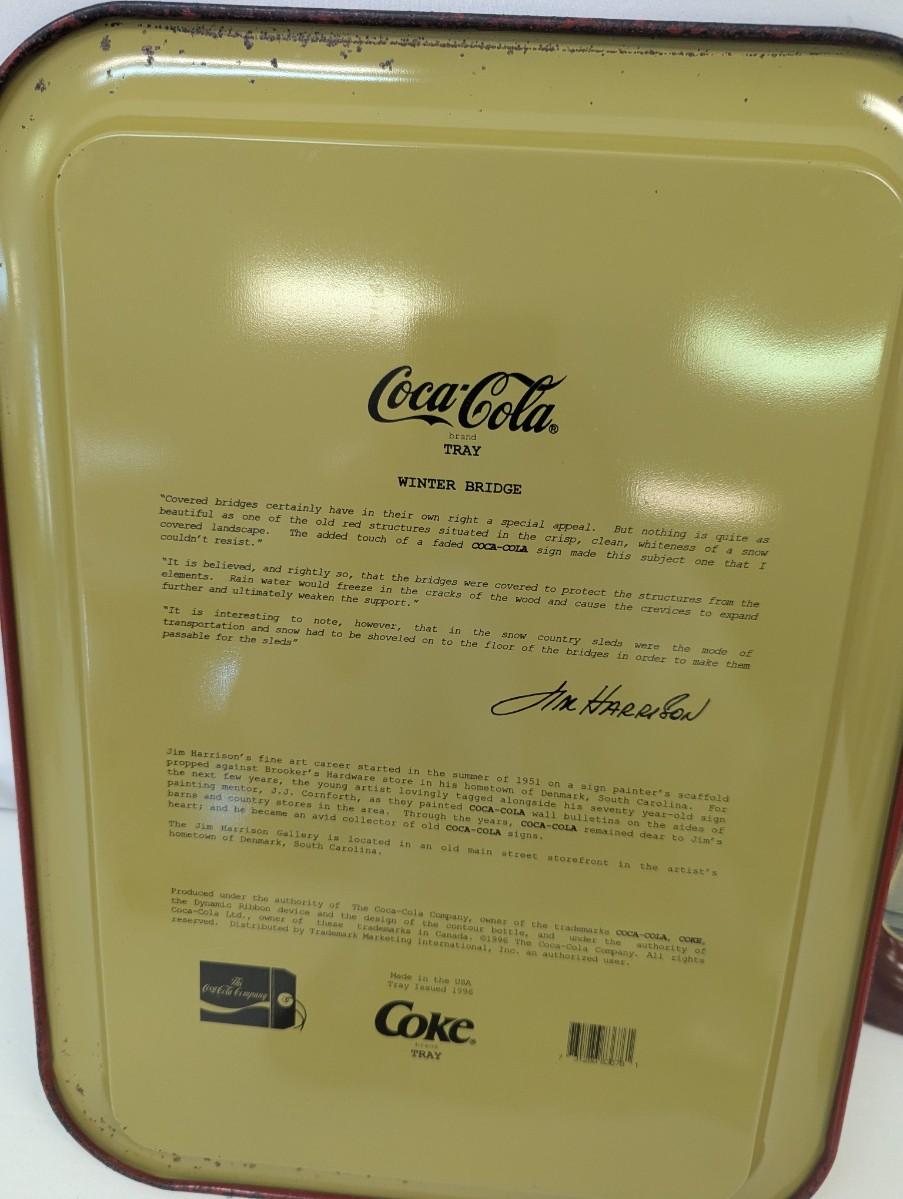 Coca-Cola®
brand
TRAY
WINTER BRIDGE
"Covered bridges certainly have in their own right a special appeal. But nothing is quite as
beautiful as one of the old red structures situated in the crisp, clean, whiteness of a snow
covered landscape. The added touch of a faded COCA-COLA sign made this subject one that I
couldn't resist."
"It is believed, and rightly so, that the bridges were covered to protect the structures from the
elements. Rain water would freeze in the cracks of the wood and cause the crevices to expand
further and ultimately weaken the support."
"It is interesting to note, however, that in the snow country sleds were the mode of
transportation and snow had to be shoveled on to the floor of the bridges in order to make them
passable for the sleds"
JIM HARRISON
Jim Harrison's fine art career started in the summer of 1951 on a sign painter's scaffold
propped against Brooker's Hardware store in his hometown of Denmark, South Carolina. For
the next few years, the young artist lovingly tagged alongside his seventy year-old sign
painting mentor, J.J. Cornforth, as they painted COCA-COLA wall bulletins on the sides of
barns and country stores in the area. Through the years, COCA-COLA remained dear to Jim's
heart; and he became an avid collector of old COCA-COLA signs.
The Jim Harrison Gallery is located in an old main street storefront in the artist's
hometown of Denmark, South Carolina.
Produced under the authority of The Coca-Cola Company, owner of the trademarks COCA-COLA, COKE,
the Dynamic Ribbon device and the design of the contour bottle, and under the authority of
Coca-Cola Ltd., owner of these trademarks in Canada. ©1996 The Coca-Cola Company. All rights
reserved. Distributed by Trademark Marketing International, Inc. an authorized user.
The
Coca-Cola Company
Made in the USA
Tray Issued 1996
Coke®
brand
TRAY